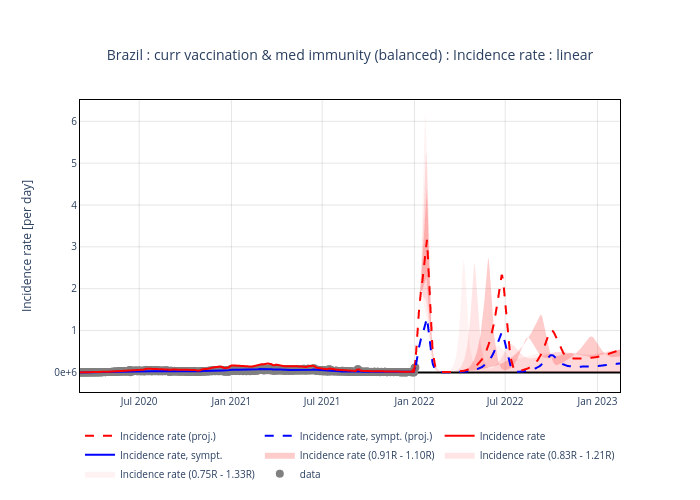 Brazil : curr vaccination & med immunity (balanced) : Incidence rate : linear
Incidence rate [per day]
6
5
4
3
2
1
0e+6
Jul 2020
Jan 2021
Jul 2021
Jan 2022
Jul 2022
Jan 2023
Incidence rate (proj.)
Incidence rate, sympt. (proj.)
Incidence rate
Incidence rate, sympt.
Incidence rate (0.91R - 1.10R)
Incidence rate (0.83R - 1.21R)
Incidence rate (0.75R - 1.33R)
data